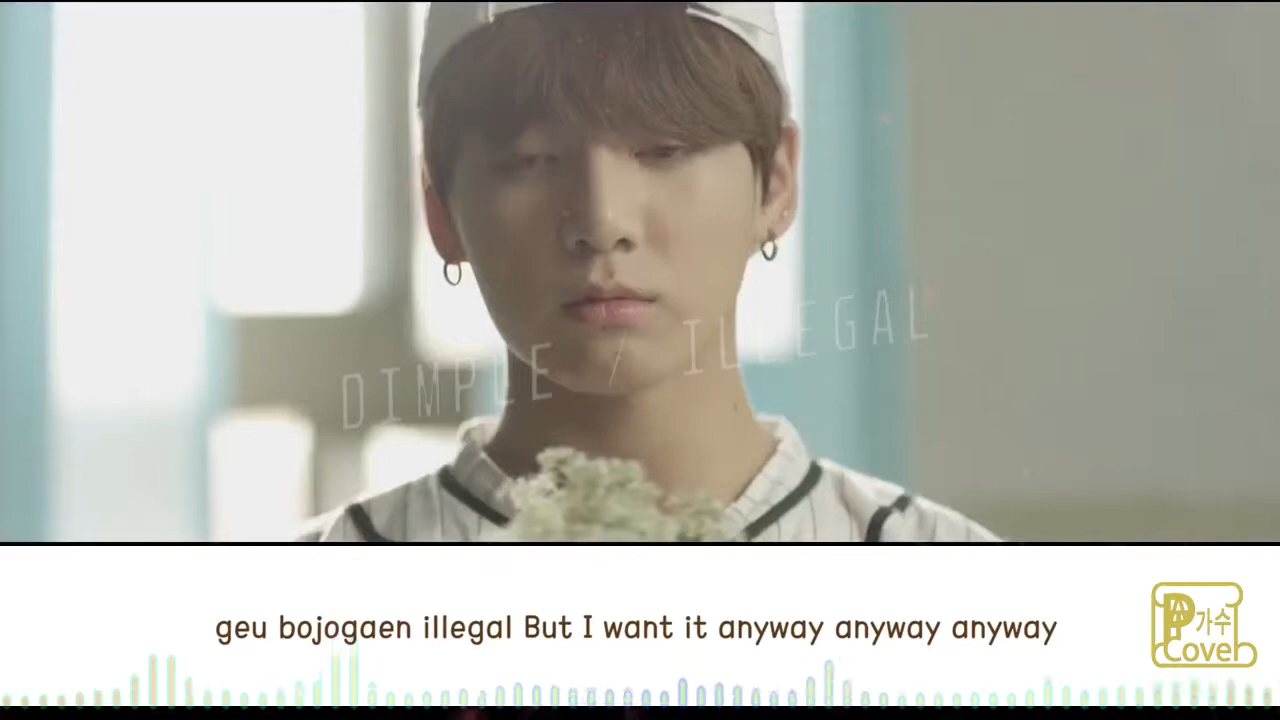 DIMPLE / ILLEGAL
geu bojogaen illegal But I want it anyway anyway anyway
가수
Cover